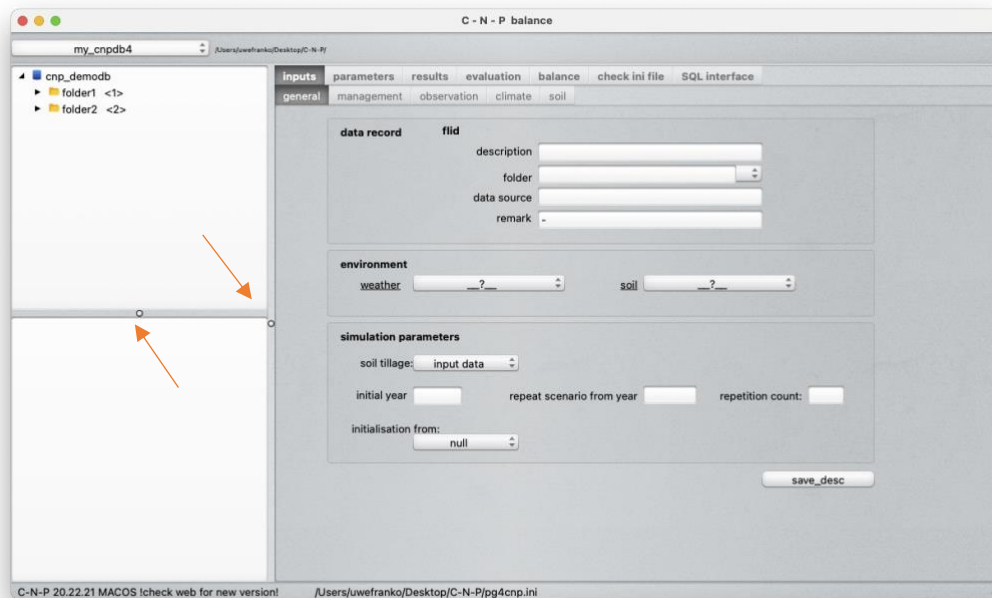 C - N - P balance
my_cnpdb4 /Users/uwefranko/Desktop/C-N-P/
cnp_demodb
folder1 <1>
folder2 <2>
inputs parameters results evaluation balance check ini file SQL interface
general management observation climate soil
data record flid
description
folder
data source
remark -
environment
weather __?__ soil __?__
simulation parameters
soil tillage: input data
initial year repeat scenario from year repetition count:
initialisation from:
null
save_desc
C-N-P 20.22.21 MACOS !check web for new version! /Users/uwefranko/Desktop/C-N-P/pg4cnp.ini